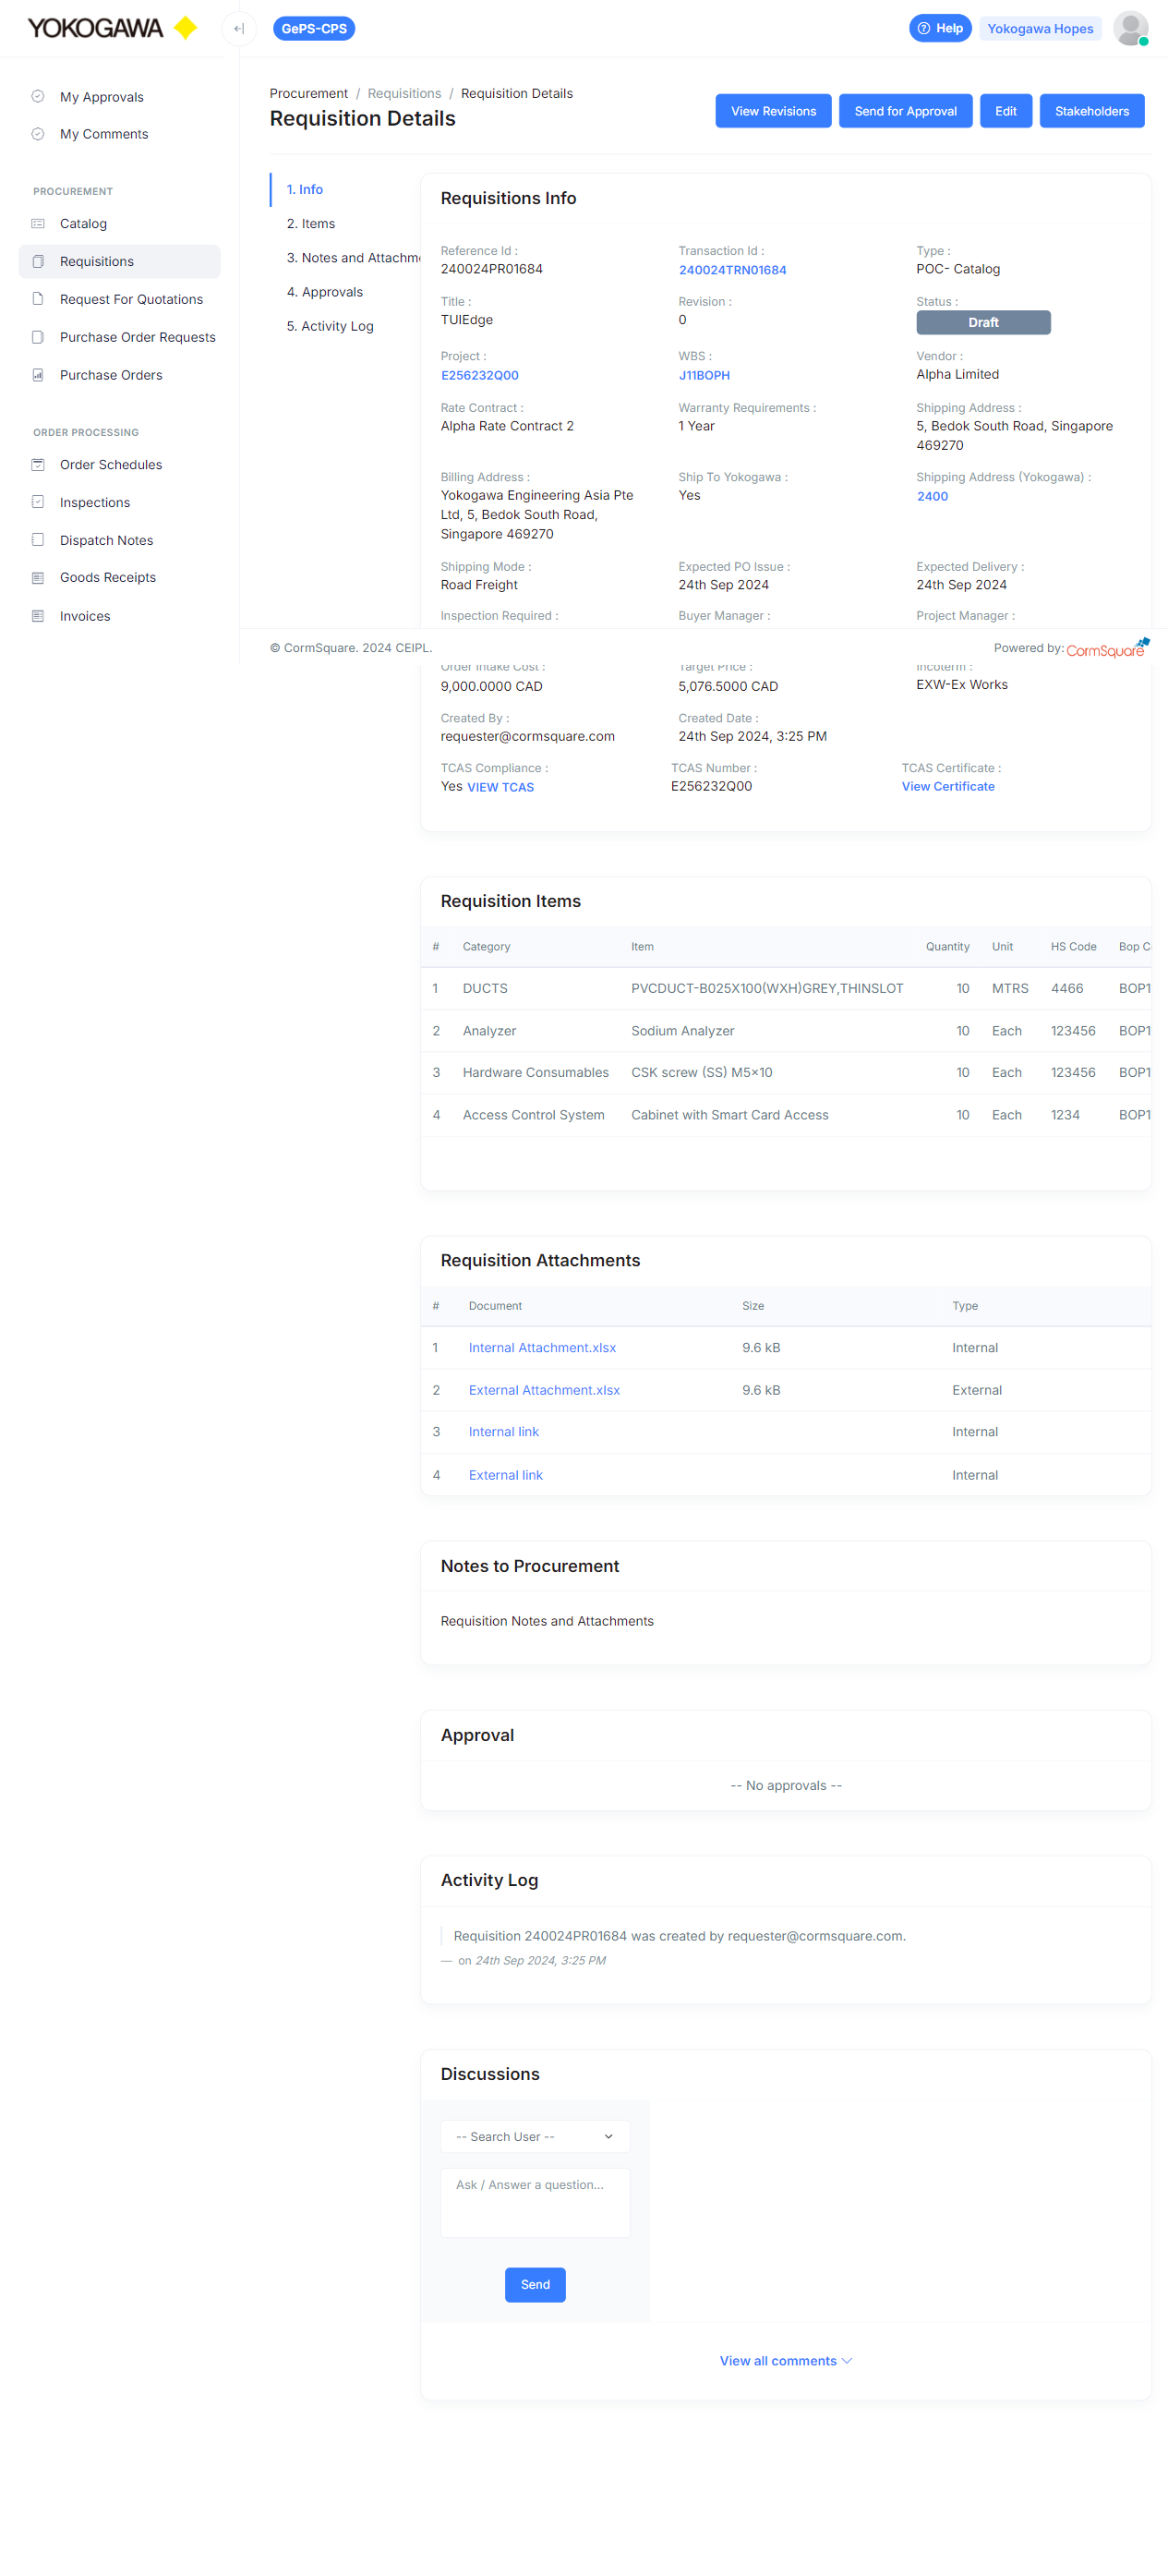 YOKOGAWA
GePS-CPS
Help
Yokogawa Hopes
My Approvals
My Comments
PROCUREMENT
Catalog
Requisitions
Request For Quotations
Purchase Order Requests
Purchase Orders
ORDER PROCESSING
Order Schedules
Inspections
Dispatch Notes
Goods Receipts
Invoices
Procurement / Requisitions / Requisition Details
Requisition Details
View Revisions
Send for Approval
Edit
Stakeholders
1. Info
2. Items
3. Notes and Attachm
4. Approvals
5. Activity Log
Requisitions Info
Reference Id :
240024PR01684
Transaction Id :
240024TRN01684
Type :
POC- Catalog
Title :
TUIEdge
Revision :
0
Status :
Draft
Project :
E256232Q00
WBS :
J11BOPH
Vendor :
Alpha Limited
Rate Contract :
Alpha Rate Contract 2
Warranty Requirements :
1 Year
Shipping Address :
5, Bedok South Road, Singapore
469270
Billing Address :
Yokogawa Engineering Asia Pte
Ltd, 5, Bedok South Road,
Singapore 469270
Ship To Yokogawa :
Yes
Shipping Address (Yokogawa) :
2400
Shipping Mode :
Road Freight
Expected PO Issue :
24th Sep 2024
Expected Delivery :
24th Sep 2024
Inspection Required :
Buyer Manager :
Project Manager :
© CormSquare. 2024 CEIPL.
Powered by: CormSquare
Order Intake Cost :
9,000.0000 CAD
Target Price :
5,076.5000 CAD
Incoterm :
EXW-Ex Works
Created By :
requester@cormsquare.com
Created Date :
24th Sep 2024, 3:25 PM
TCAS Compliance :
Yes VIEW TCAS
TCAS Number :
E256232Q00
TCAS Certificate :
View Certificate
Requisition Items
# Category Item Quantity Unit HS Code Bop C
1 DUCTS PVCDUCT-B025X100(WXH)GREY,THINSLOT 10 MTRS 4466 BOP1
2 Analyzer Sodium Analyzer 10 Each 123456 BOP1
3 Hardware Consumables CSK screw (SS) M5x10 10 Each 123456 BOP1
4 Access Control System Cabinet with Smart Card Access 10 Each 1234 BOP1
Requisition Attachments
# Document Size Type
1 Internal Attachment.xlsx 9.6 kB Internal
2 External Attachment.xlsx 9.6 kB External
3 Internal link Internal
4 External link Internal
Notes to Procurement
Requisition Notes and Attachments
Approval
-- No approvals --
Activity Log
Requisition 240024PR01684 was created by requester@cormsquare.com.
— on 24th Sep 2024, 3:25 PM
Discussions
-- Search User --
Ask / Answer a question...
Send
View all comments